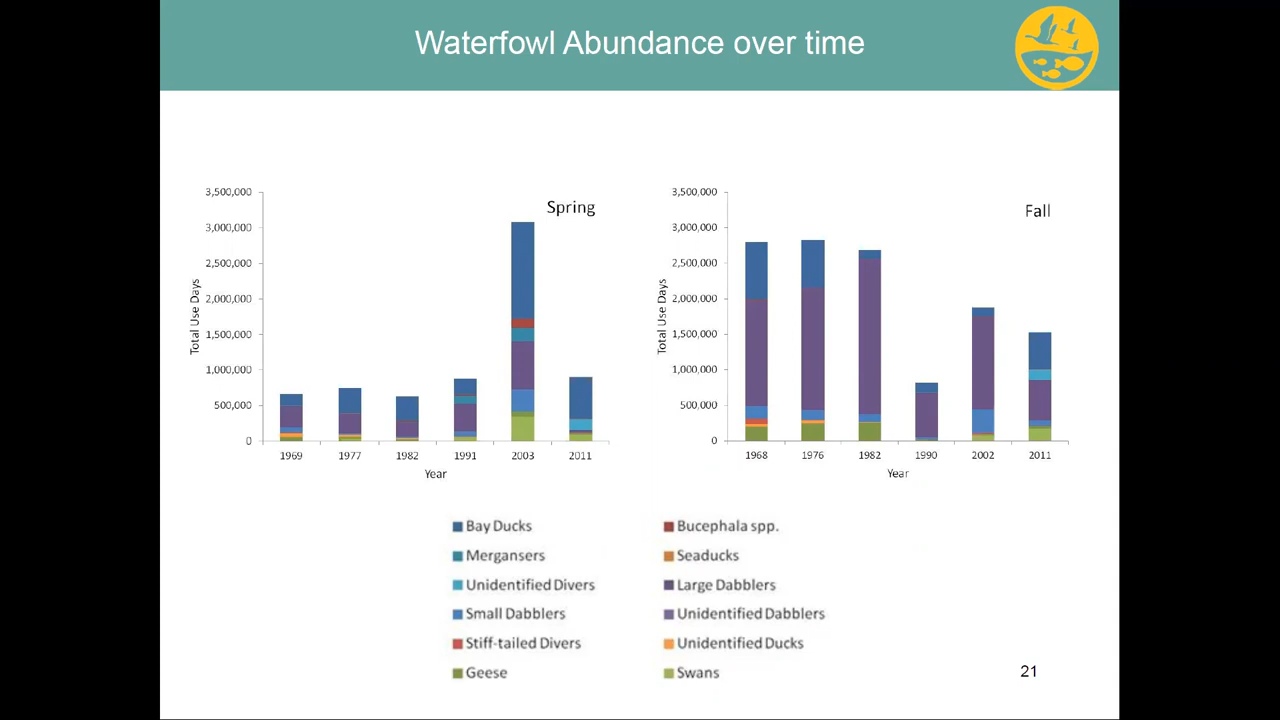 Waterfowl Abundance over time
Spring
3,500,000
3,000,000
2,500,000
2,000,000
1,500,000
1,000,000
500,000
0
Total Use Days
1969 1977 1982 1991 2003 2011
Year
Fall
3,500,000
3,000,000
2,500,000
2,000,000
1,500,000
1,000,000
500,000
0
Total Use Days
1968 1976 1982 1990 2002 2011
Year
Bay Ducks Bucephala spp.
Mergansers Seaducks
Unidentified Divers Large Dabblers
Small Dabblers Unidentified Dabblers
Stiff-tailed Divers Unidentified Ducks
Geese Swans
21